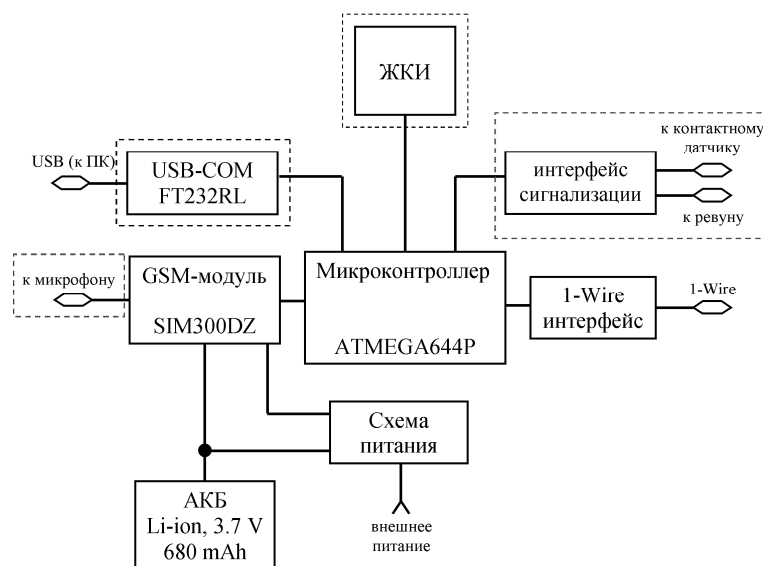 ЖКИ
USB (к ПК)
USB-COM
FT232RL
к контактному
датчику
интерфейс
сигнализации
к ревуну
к микрофону
GSM-модуль
SIM300DZ
Микроконтроллер
ATMEGA644P
1-Wire
интерфейс
1-Wire
Схема
питания
АКБ
Li-ion, 3.7 V
680 mAh
внешнее
питание